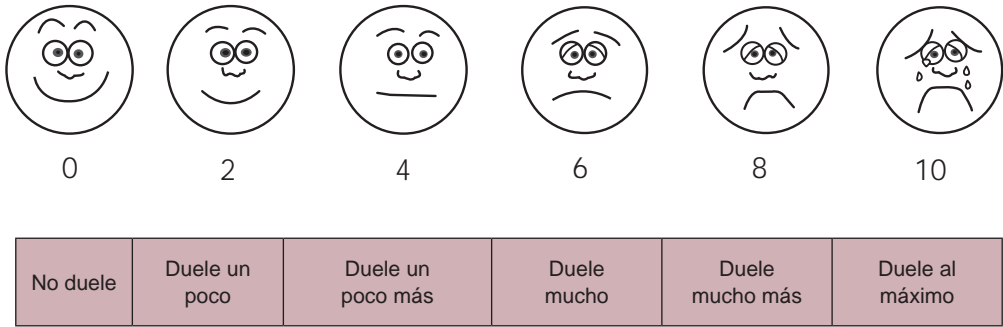 0 2 4 6 8 10
No duele
Duele un
poco
Duele un
poco más
Duele
mucho
Duele
mucho más
Duele al
máximo